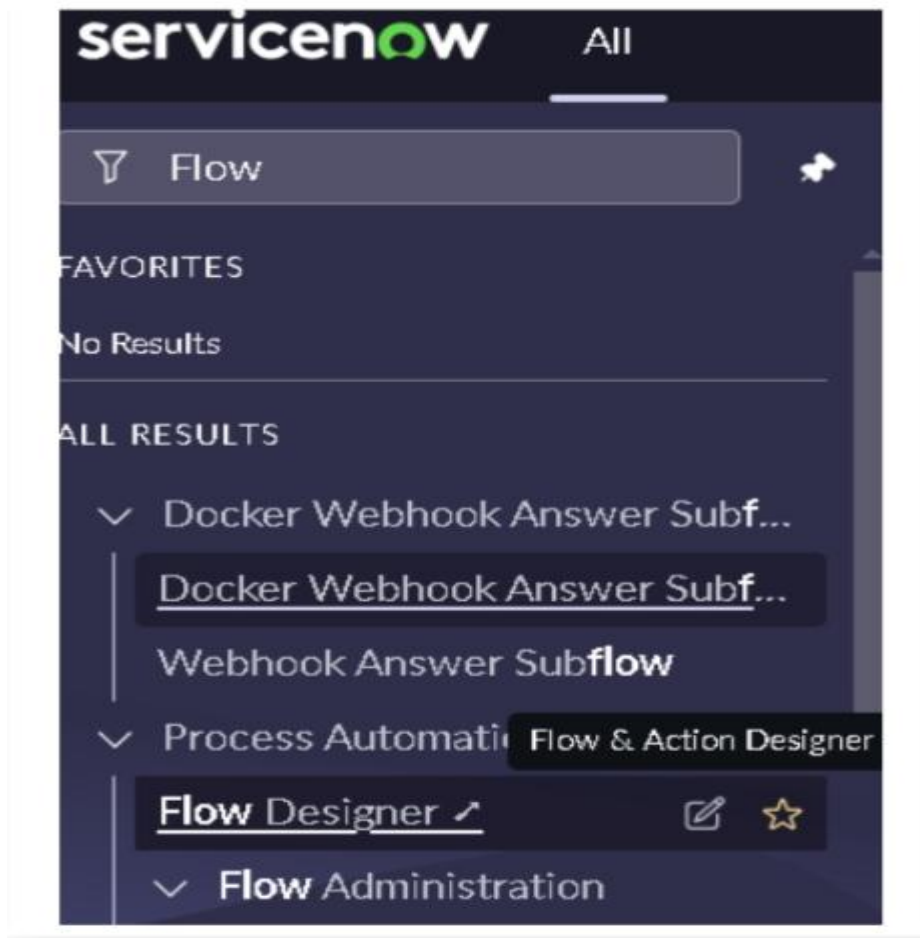 servicenow All
Flow
FAVORITES
No Results
ALL RESULTS
Docker Webhook Answer Subf...
Docker Webhook Answer Subf...
Webhook Answer Subflow
Process Automati
Flow & Action Designer
Flow Designer
Flow Administration